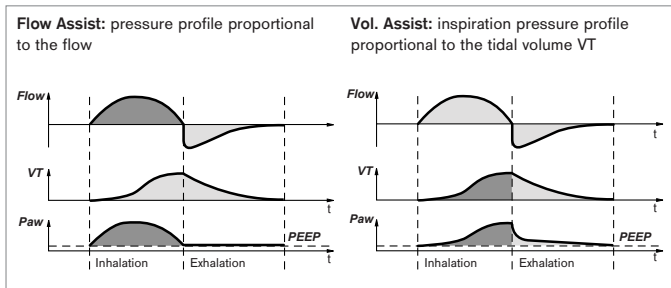 Flow Assist: pressure profile proportional
to the flow
Flow
VT
t
Paw
PEEP
t
Inhalation
Exhalation
Vol. Assist: inspiration pressure profile
proportional to the tidal volume VT
Flow
VT
t
Paw
PEEP
t
Inhalation
Exhalation